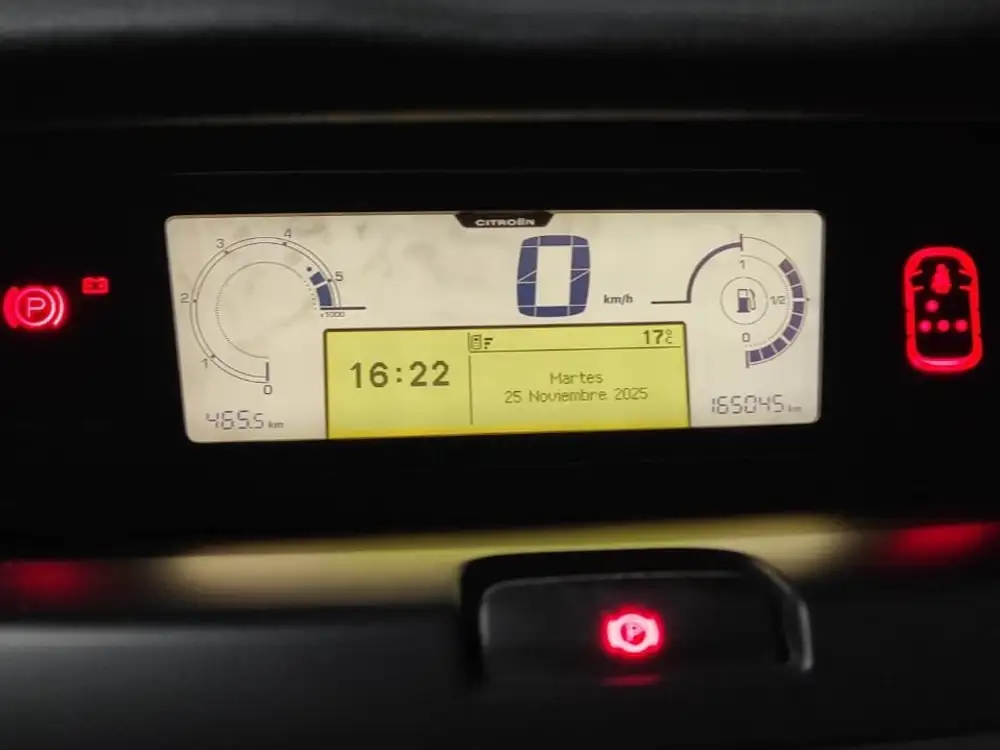 CITROËN
4
3
5
2
x1000
1
0
465.5 km
0 km/h
16:22
17°C
Martes
25 Noviembre 2025
1
1/2
0
165045 km
P
P